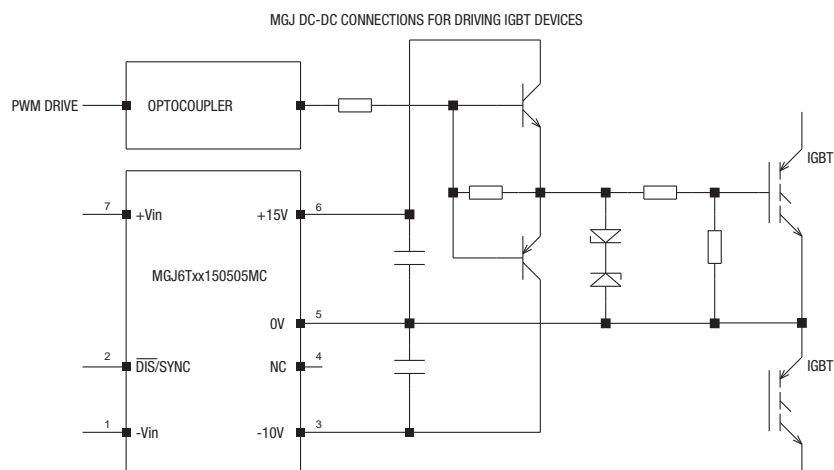 MGJ DC-DC CONNECTIONS FOR DRIVING IGBT DEVICES
PWM DRIVE
OPTOCOUPLER
IGBT
7
+Vin
+15V
6
MGJ6Txx150505MC
0V
5
2
DIS/SYNC
NC
4
IGBT
1
-Vin
-10V
3